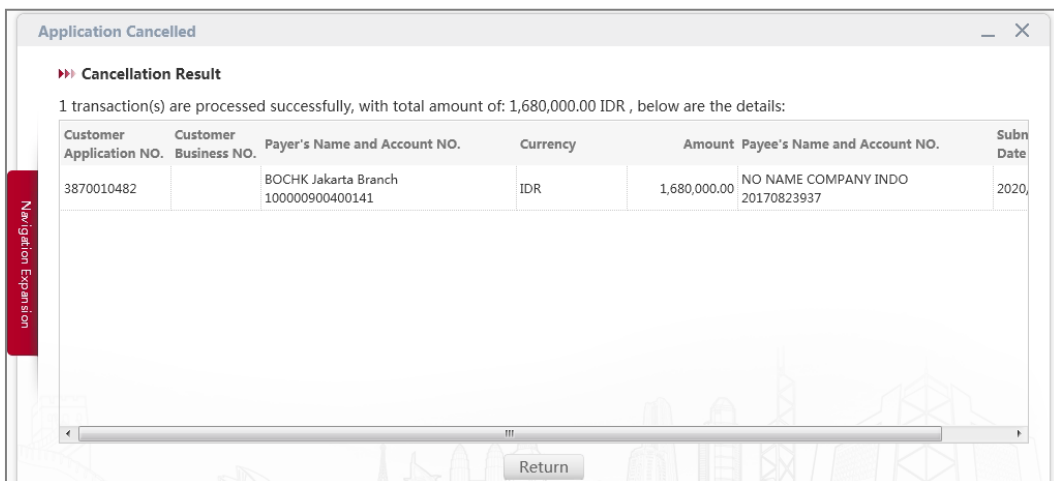 Application Cancelled
Cancellation Result
1 transaction(s) are processed successfully, with total amount of: 1,680,000.00 IDR , below are the details:
Customer Application NO. Customer Business NO. Payer's Name and Account NO. Currency Amount Payee's Name and Account NO. Date
3870010482 BOCHK Jakarta Branch IDR 1,680,000.00 NO NAME COMPANY INDO 2020,
100000900400141 20170823937
Navigation Expansion
Return